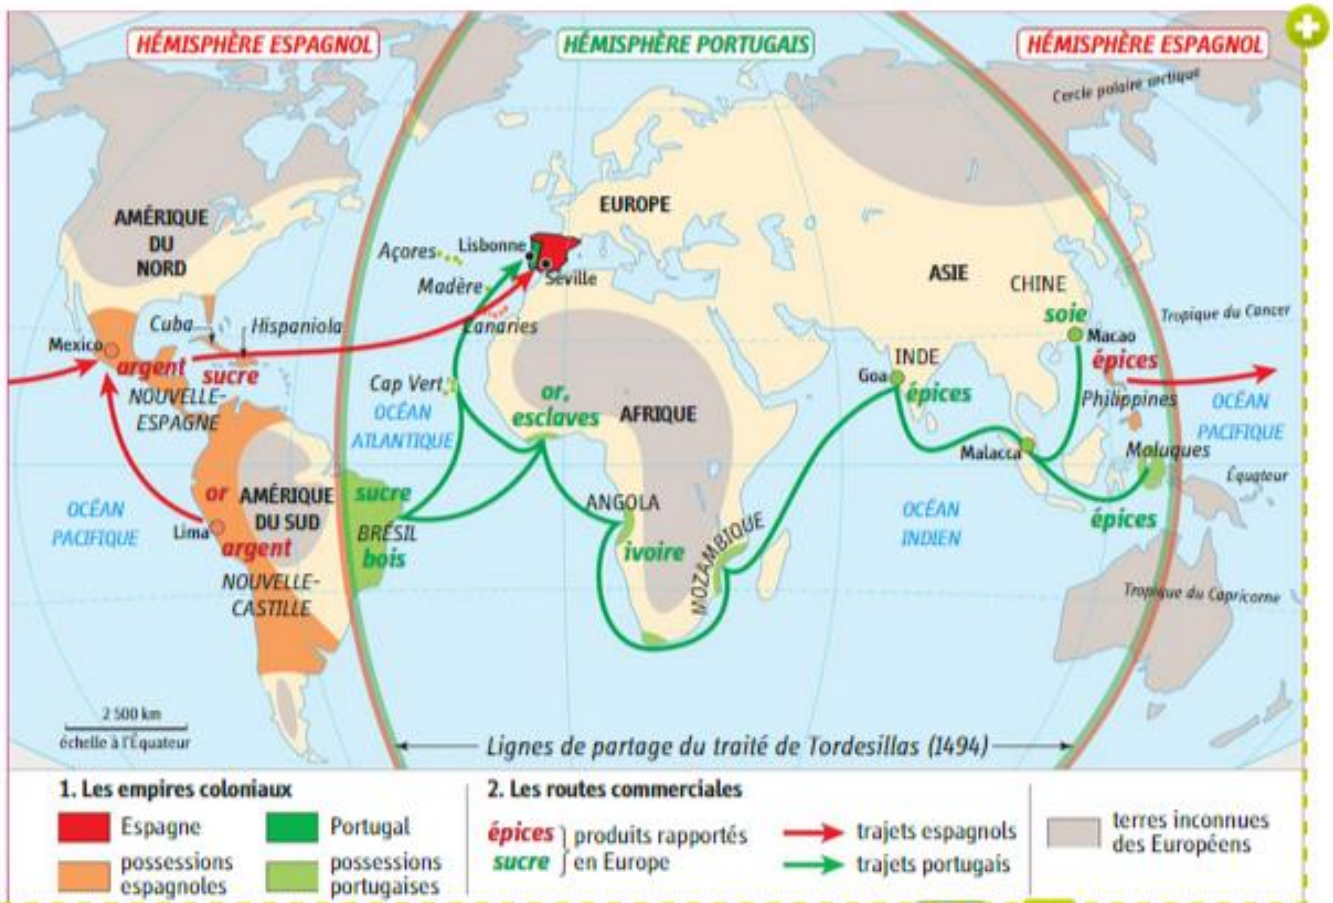 HÉMISPHÈRE ESPAGNOL
HÉMISPHÈRE PORTUGAIS
HÉMISPHÈRE ESPAGNOL
Cercle polaire arctique
AMÉRIQUE
DU
NORD
EUROPE
ASIE
Açores
Lisbonne
Séville
Madère
Canaries
CHINE
soie
Macao
Tropique du Cancer
Cuba
Hispaniola
Mexico
argent
sucre
NOUVELLE-
ESPAGNE
Cap Vert
OCÉAN
ATLANTIQUE
or,
esclaves
AFRIQUE
INDE
Goa
épices
épices
Philippines
OCÉAN
PACIFIQUE
Malacca
Moluques
Équateur
épices
OCÉAN
PACIFIQUE
or
AMÉRIQUE
DU SUD
Lima
argent
NOUVELLE-
CASTILLE
sucre
BRÉSIL
bois
ANGOLA
ivoire
MOZAMBIQUE
OCÉAN
INDIEN
Tropique du Capricorne
2 500 km
échelle à l'Équateur
Lignes de partage du traité de Tordesillas (1494)
1. Les empires coloniaux
Espagne
Portugal
possessions
espagnoles
possessions
portugaises
2. Les routes commerciales
épices
sucre
produits rapportés
en Europe
trajets espagnols
trajets portugais
terres inconnues
des Européens